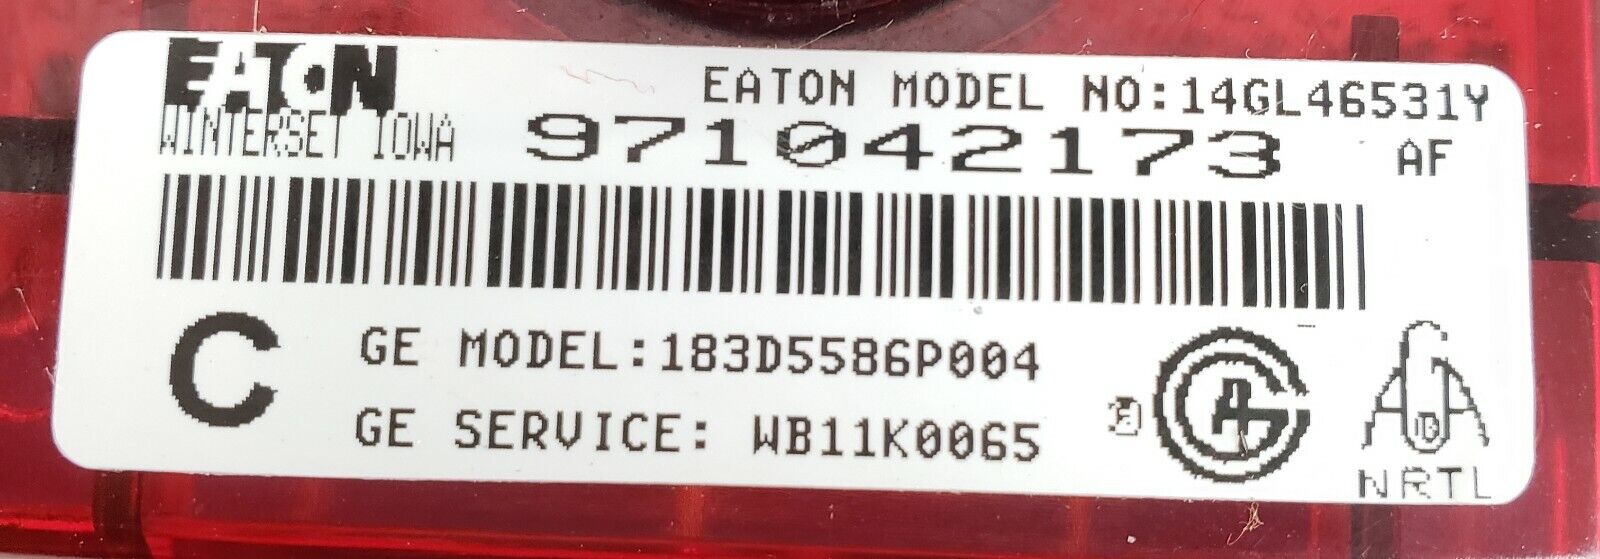 EATON
EATON MODEL NO:14GL46531Y
WINTERSET IOWA
971042173 AF
C
GE MODEL:183D5586P004
GE SERVICE: WB11K0065
NRTL